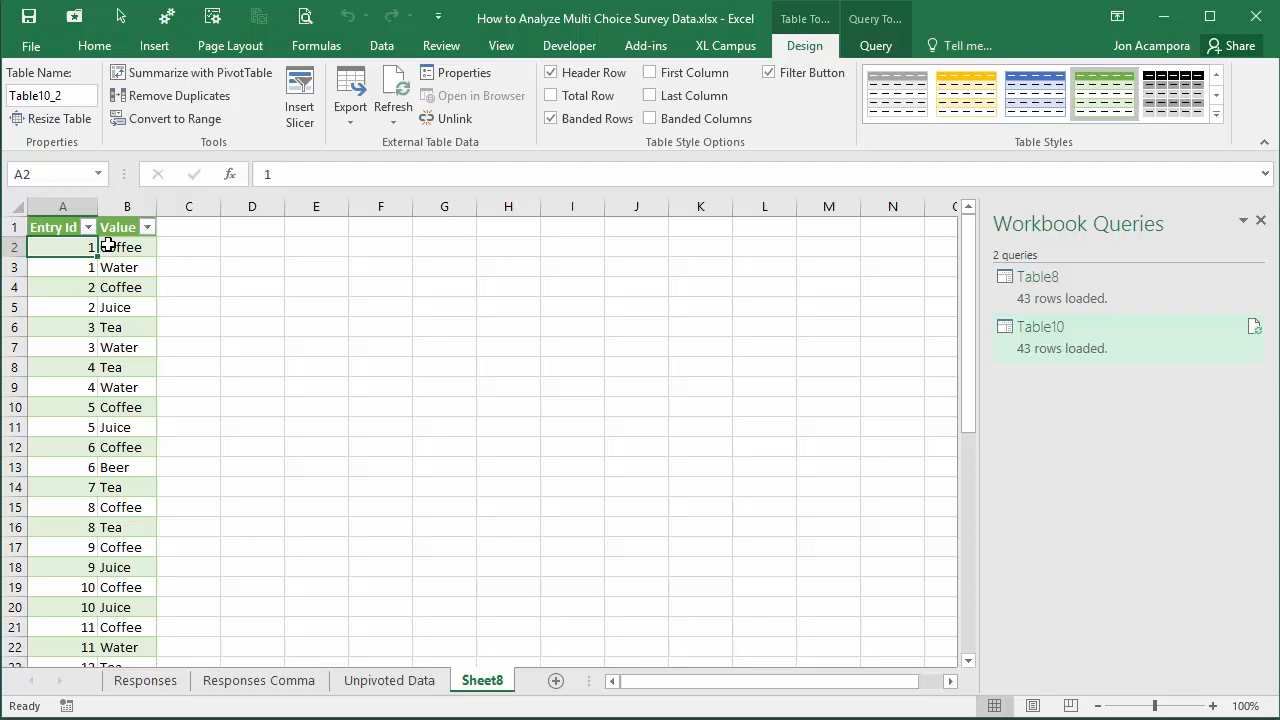 How to Analyze Multi Choice Survey Data.xlsx - Excel
Table To...
Query To...
File
Home
Insert
Page Layout
Formulas
Data
Review
View
Developer
Add-ins
XL Campus
Design
Query
Tell me...
Jon Acampora
Share
Table Name:
Table10_2
Resize Table
Properties
Summarize with PivotTable
Remove Duplicates
Convert to Range
Tools
Insert
Slicer
Export
Refresh
Properties
Open in Browser
Unlink
External Table Data
Header Row
Total Row
Banded Rows
First Column
Last Column
Banded Columns
Filter Button
Table Style Options
Table Styles
A2
fx
1
A B C D E F G H I J K L M N
1 Entry Id Value
2 1 Coffee
3 1 Water
4 2 Coffee
5 2 Juice
6 3 Tea
7 3 Water
8 4 Tea
9 4 Water
10 5 Coffee
11 5 Juice
12 6 Coffee
13 6 Beer
14 7 Tea
15 8 Coffee
16 8 Tea
17 9 Coffee
18 9 Juice
19 10 Coffee
20 10 Juice
21 11 Coffee
22 11 Water
23 12 Tea
Workbook Queries
2 queries
Table8
43 rows loaded.
Table10
43 rows loaded.
Responses
Responses Comma
Unpivoted Data
Sheet8
Ready
100%